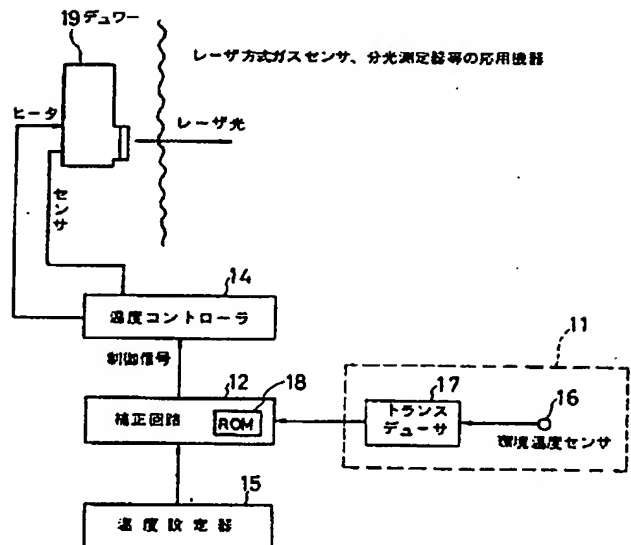 19 デュワー
レーザ方式ガスセンサ、分光測定器等の応用機器
ヒータ
レーザ光
センサ
14
温度コントローラ
制御信号
11
12
18
17
補正回路
ROM
トランス
デューサ
16
環境温度センサ
15
温度設定器